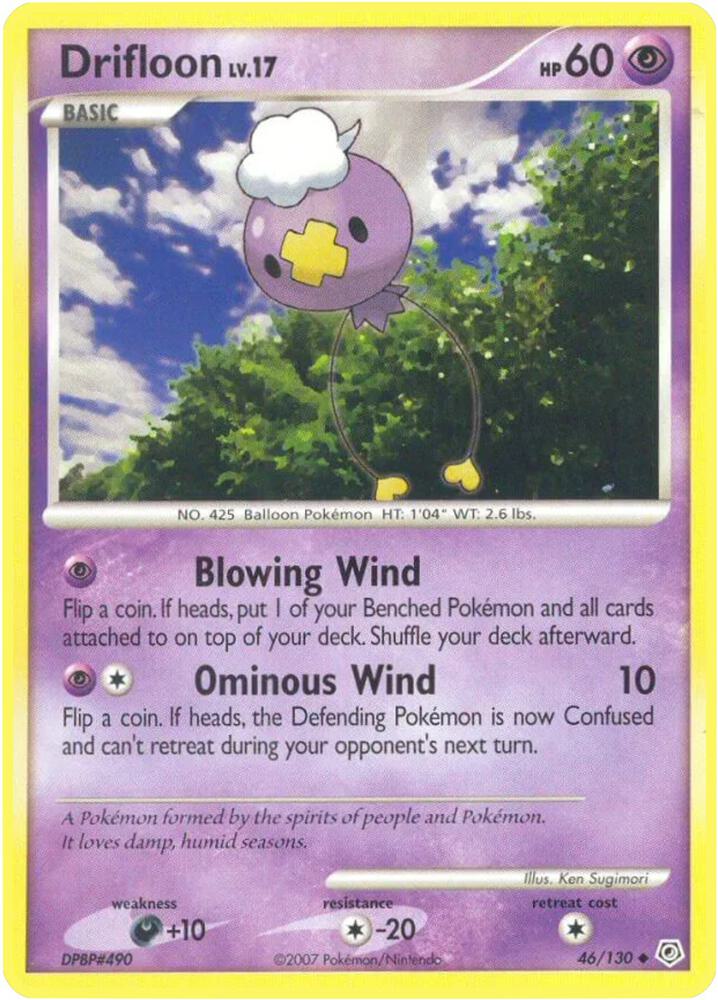 Drifloon LV.17
HP 60
BASIC
NO. 425 Balloon Pokémon HT: 1'04" WT: 2.6 lbs.
Blowing Wind
Flip a coin. If heads, put 1 of your Benched Pokémon and all cards
attached to on top of your deck. Shuffle your deck afterward.
Ominous Wind 10
Flip a coin. If heads, the Defending Pokémon is now Confused
and can't retreat during your opponent's next turn.
A Pokémon formed by the spirits of people and Pokémon.
It loves damp, humid seasons.
Illus. Ken Sugimori
weakness resistance retreat cost
+10 -20
DPBP#490 ©2007 Pokémon/Nintendo 46/130